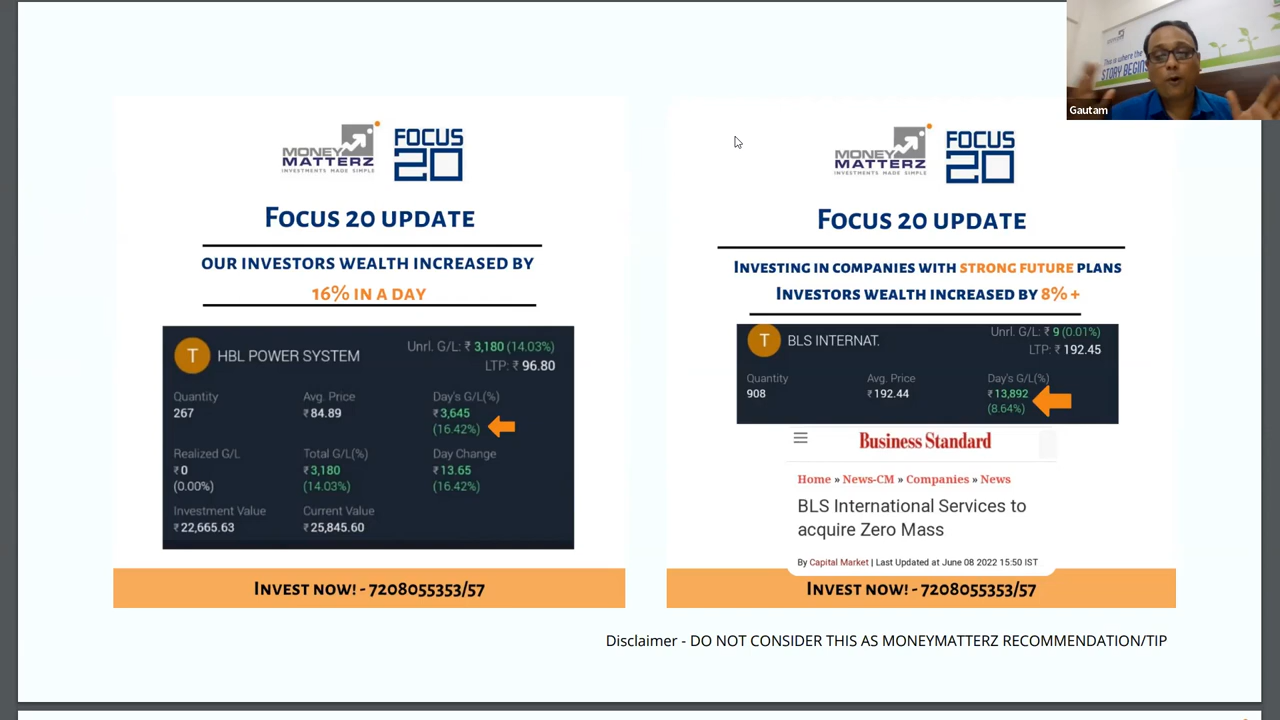 This is where the
STORY BEGINS
Gautam
MONEY
MATTERZ
INVESTMENTS MADE SIMPLE
FOCUS
20
FOCUS 20 UPDATE
OUR INVESTORS WEALTH INCREASED BY
16% IN A DAY
T
HBL POWER SYSTEM
Unrl. G/L: ₹ 3,180 (14.03%)
LTP: ₹ 96.80
Quantity
267
Avg. Price
₹84.89
Day's G/L(%)
₹3,645
(16.42%)
Realized G/L
₹0
(0.00%)
Total G/L(%)
₹3,180
(14.03%)
Day Change
₹13.65
(16.42%)
Investment Value
₹22,665.63
Current Value
₹25,845.60
INVEST NOW! - 7208055353/57
MONEY
MATTERZ
INVESTMENTS MADE SIMPLE
FOCUS
20
FOCUS 20 UPDATE
INVESTING IN COMPANIES WITH STRONG FUTURE PLANS
INVESTORS WEALTH INCREASED BY 8% +
T
BLS INTERNAT.
Unrl. G/L: ₹ 9 (0.01%)
LTP: ₹ 192.45
Quantity
908
Avg. Price
₹192.44
Day's G/L(%)
₹13,892
(8.64%)
Business Standard
Home » News-CM » Companies » News
BLS International Services to
acquire Zero Mass
By Capital Market | Last Updated at June 08 2022 15:50 IST
INVEST NOW! - 7208055353/57
Disclaimer - DO NOT CONSIDER THIS AS MONEYMATTERZ RECOMMENDATION/TIP